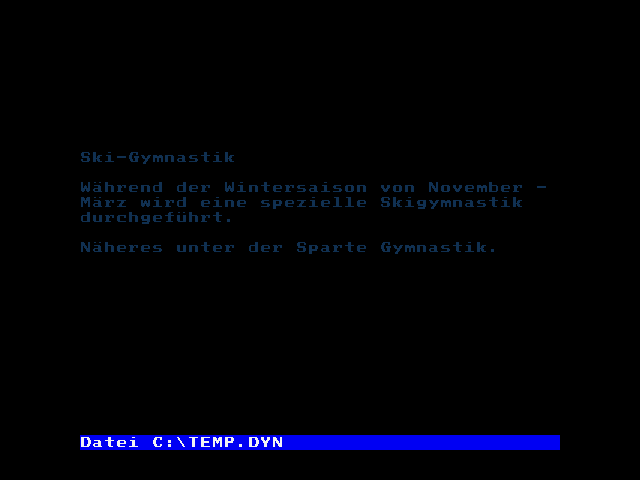 Ski-Gymnastik
Während der Wintersaison von November -
März wird eine spezielle Skigymnastik
durchgeführt.
Näheres unter der Sparte Gymnastik.
Datei C:\TEMP.DYN